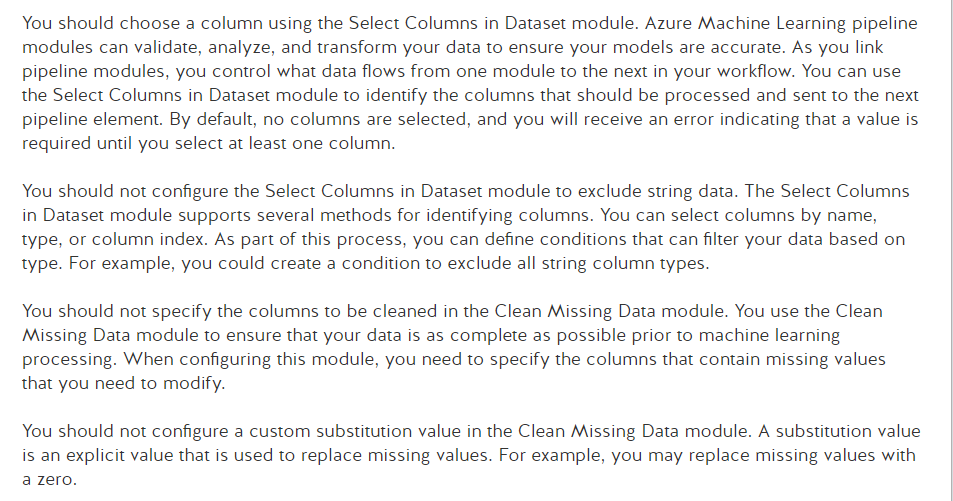 You should choose a column using the Select Columns in Dataset module. Azure Machine Learning pipeline
modules can validate, analyze, and transform your data to ensure your models are accurate. As you link
pipeline modules, you control what data flows from one module to the next in your workflow. You can use
the Select Columns in Dataset module to identify the columns that should be processed and sent to the next
pipeline element. By default, no columns are selected, and you will receive an error indicating that a value is
required until you select at least one column.
You should not configure the Select Columns in Dataset module to exclude string data. The Select Columns
in Dataset module supports several methods for identifying columns. You can select columns by name,
type, or column index. As part of this process, you can define conditions that can filter your data based on
type. For example, you could create a condition to exclude all string column types.
You should not specify the columns to be cleaned in the Clean Missing Data module. You use the Clean
Missing Data module to ensure that your data is as complete as possible prior to machine learning
processing. When configuring this module, you need to specify the columns that contain missing values
that you need to modify.
You should not configure a custom substitution value in the Clean Missing Data module. A substitution value
is an explicit value that is used to replace missing values. For example, you may replace missing values with
a zero.